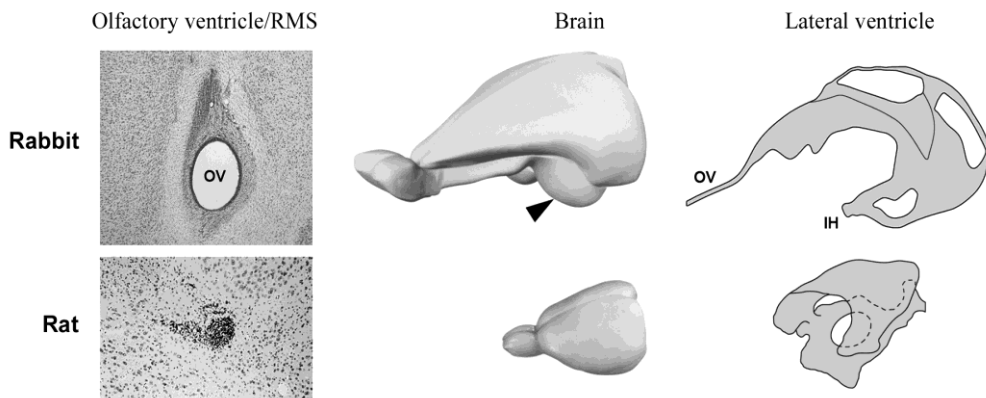 Olfactory ventricle/RMS Brain Lateral ventricle
Rabbit
OV
OV
IH
Rat